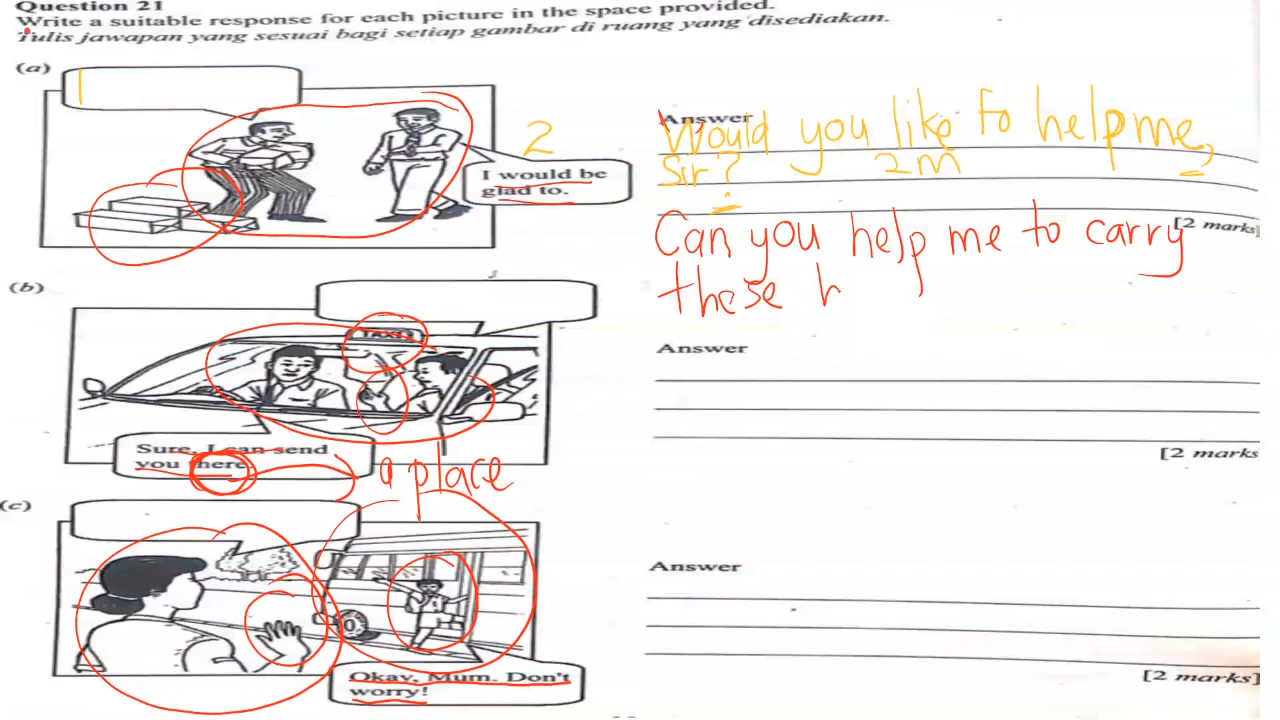 Question 21
Write a suitable response for each picture in the space provided.
Tulis jawapan yang sesuai bagi setiap gambar di ruang yang disediakan.
(a)
2
I would be
glad to.
Answer
Would you like to help me,
Sir?
2m
2
[2 marks]
Can you help me to carry
these
(b)
TAXI
Sure, I can send
you there.
a place
Answer
[2 marks
(c)
Okay, Mum. Don't
worry!
Answer
[2 marks]